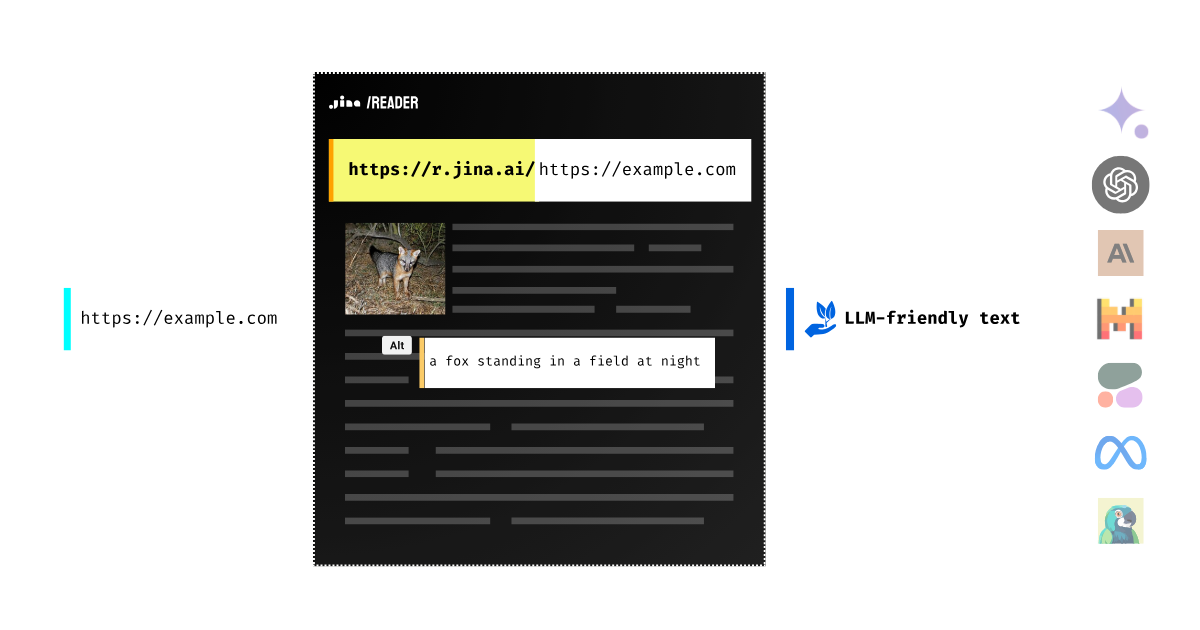 .jina /READER
https://r.jina.ai/https://example.com
https://example.com
Alt
a fox standing in a field at night
LLM-friendly text
AI